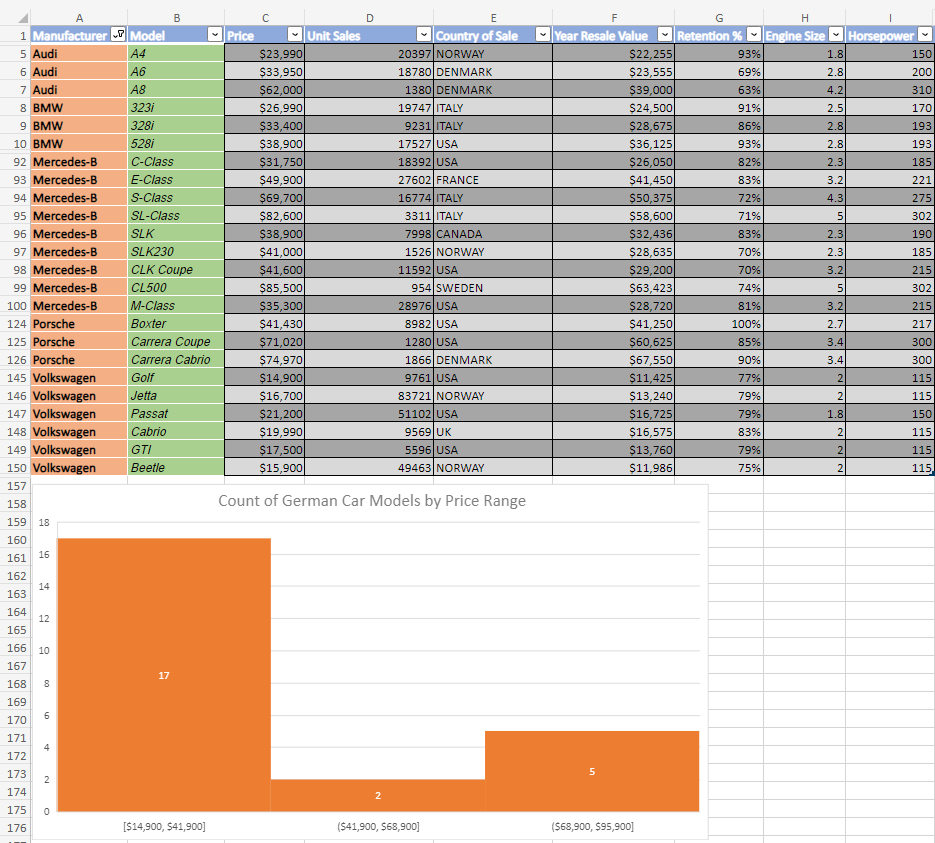 A B C D E F G H I
1 Manufacturer Model Price Unit Sales Country of Sale Year Resale Value Retention % Engine Size Horsepower
5 Audi A4 $23,990 20397 NORWAY $22,255 93% 1.8 150
6 Audi A6 $33,950 18780 DENMARK $23,555 69% 2.8 200
7 Audi A8 $62,000 1380 DENMARK $39,000 63% 4.2 310
8 BMW 323i $26,990 19747 ITALY $24,500 91% 2.5 170
9 BMW 328i $33,400 9231 ITALY $28,675 86% 2.8 193
10 BMW 528i $38,900 17527 USA $36,125 93% 2.8 193
92 Mercedes-B C-Class $31,750 18392 USA $26,050 82% 2.3 185
93 Mercedes-B E-Class $49,900 27602 FRANCE $41,450 83% 3.2 221
94 Mercedes-B S-Class $69,700 16774 ITALY $50,375 72% 4.3 275
95 Mercedes-B SL-Class $82,600 3311 ITALY $58,600 71% 5 302
96 Mercedes-B SLK $38,900 7998 CANADA $32,436 83% 2.3 190
97 Mercedes-B SLK230 $41,000 1526 NORWAY $28,635 70% 2.3 185
98 Mercedes-B CLK Coupe $41,600 11592 USA $29,200 70% 3.2 215
99 Mercedes-B CL500 $85,500 954 SWEDEN $63,423 74% 5 302
100 Mercedes-B M-Class $35,300 28976 USA $28,720 81% 3.2 215
124 Porsche Boxter $41,430 8982 USA $41,250 100% 2.7 217
125 Porsche Carrera Coupe $71,020 1280 USA $60,625 85% 3.4 300
126 Porsche Carrera Cabrio $74,970 1866 DENMARK $67,550 90% 3.4 300
145 Volkswagen Golf $14,900 9761 USA $11,425 77% 2 115
146 Volkswagen Jetta $16,700 83721 NORWAY $13,240 79% 2 115
147 Volkswagen Passat $21,200 51102 USA $16,725 79% 1.8 150
148 Volkswagen Cabrio $19,990 9569 UK $16,575 83% 2 115
149 Volkswagen GTI $17,500 5596 USA $13,760 79% 2 115
150 Volkswagen Beetle $15,900 49463 NORWAY $11,986 75% 2 115
157
158 Count of German Car Models by Price Range
159 18
160
161 16
162
163 14
164
165 12
166
167 10
168 17
169 8
170
171 6
172
173 4 5
174 2
175 2
176 0
[$14,900, $41,900] ($41,900, $68,900] ($68,900, $95,900]